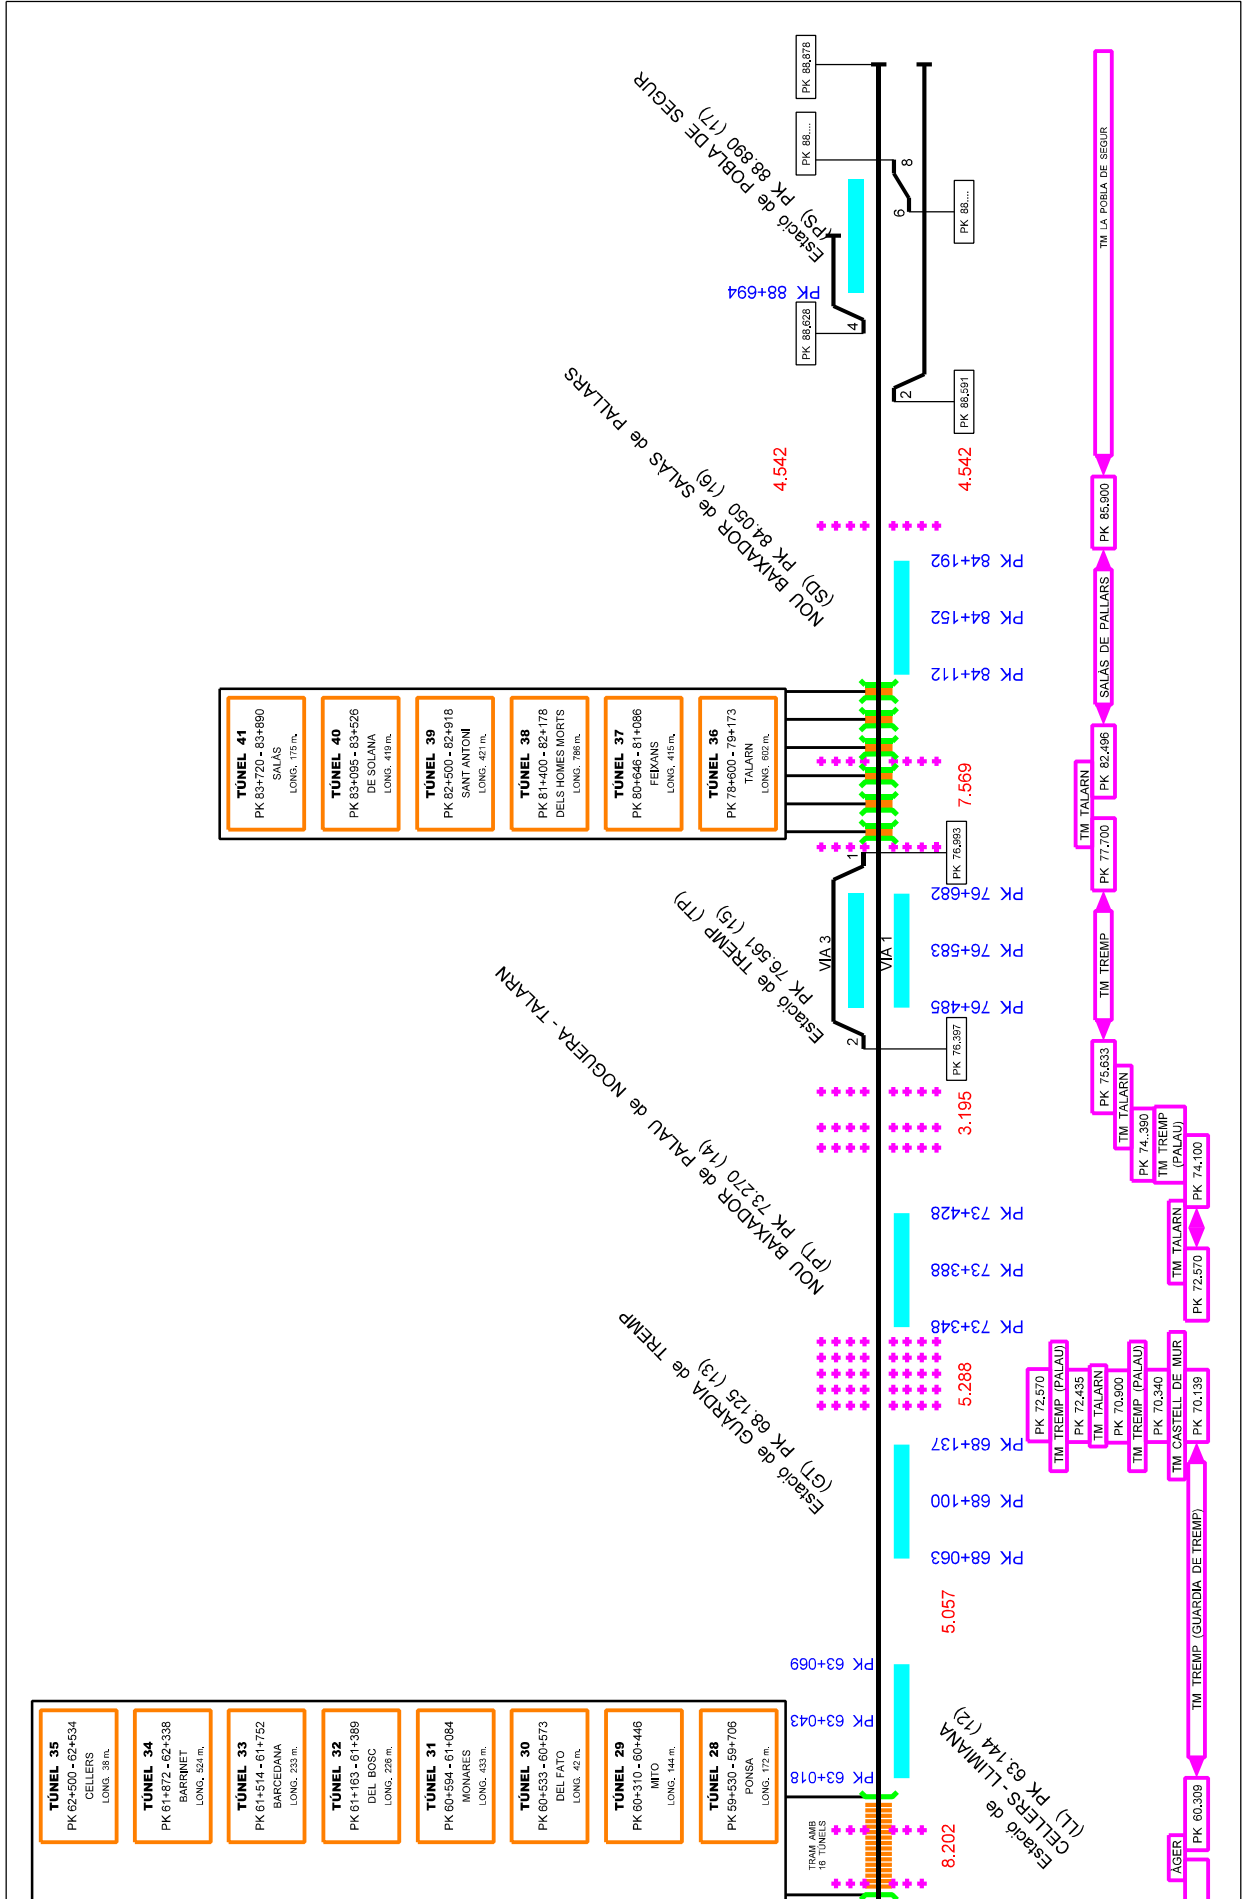 PK 88.878
PK 88....
8
6
PK 88....
Estació de POBLA DE SEGUR
(PS) PK 88.890 (17)
PK 88+694
PK 88.628
4
2
PK 88.591
NOU BAIXADOR de SALÀS de PALLARS
(SD) PK 84.050 (16)
4.542
4.542
PK 84+192
PK 84+152
PK 84+112
TÚNEL 41
PK 83+720 - 83+890
SALÀS
LONG. 175 m.
TÚNEL 40
PK 83+095 - 83+526
DE SOLANA
LONG. 419 m.
TÚNEL 39
PK 82+500 - 82+918
SANT ANTONI
LONG. 421 m.
TÚNEL 38
PK 81+400 - 82+178
DELS HOMES MORTS
LONG. 786 m.
TÚNEL 37
PK 80+646 - 81+086
FEIXANS
LONG. 415 m.
TÚNEL 36
PK 78+600 - 79+173
TALARN
LONG. 602 m.
7.569
1
PK 76.993
VIA 3
VIA 1
2
PK 76.397
Estació de TREMP (TP)
PK 76.561 (15)
PK 76+682
PK 76+583
PK 76+485
NOU BAIXADOR de PALAU de NOGUERA - TALARN
(PT) PK 73.270 (14)
3.195
PK 73+428
PK 73+388
PK 73+348
Estació de GUÀRDIA de TREMP
(GT) PK 68.125 (13)
5.288
PK 68+137
PK 68+100
PK 68+063
5.057
PK 63+069
PK 63+043
PK 63+018
Estació de
CELLERS - LLIMIANA
(LL) PK 63.144 (12)
8.202
TRAM AMB
16 TÚNELS
TÚNEL 35
PK 62+500 - 62+534
CELLERS
LONG. 38 m.
TÚNEL 34
PK 61+872 - 62+338
BARRINET
LONG. 524 m.
TÚNEL 33
PK 61+514 - 61+752
BARCEDANA
LONG. 233 m.
TÚNEL 32
PK 61+163 - 61+389
DEL BOSC
LONG. 226 m.
TÚNEL 31
PK 60+594 - 61+084
MONARES
LONG. 433 m.
TÚNEL 30
PK 60+533 - 60+573
DEL FATO
LONG. 42 m.
TÚNEL 29
PK 60+310 - 60+446
MITO
LONG. 144 m.
TÚNEL 28
PK 59+530 - 59+706
PONSA
LONG. 172 m.
TM LA POBLA DE SEGUR
PK 85.900
SALÀS DE PALLARS
PK 82.496
TM TALARN
PK 77.700
TM TREMP
PK 75.633
TM TALARN
PK 74..390
TM TREMP
(PALAU)
PK 74.100
TM TALARN
PK 72.570
PK 72.570
TM TREMP (PALAU)
PK 72.435
TM TALARN
PK 70.900
TM TREMP (PALAU)
PK 70.340
TM CASTELL DE MUR
PK 70.139
TM TREMP (GUARDIA DE TREMP)
PK 60.309
ÀGER